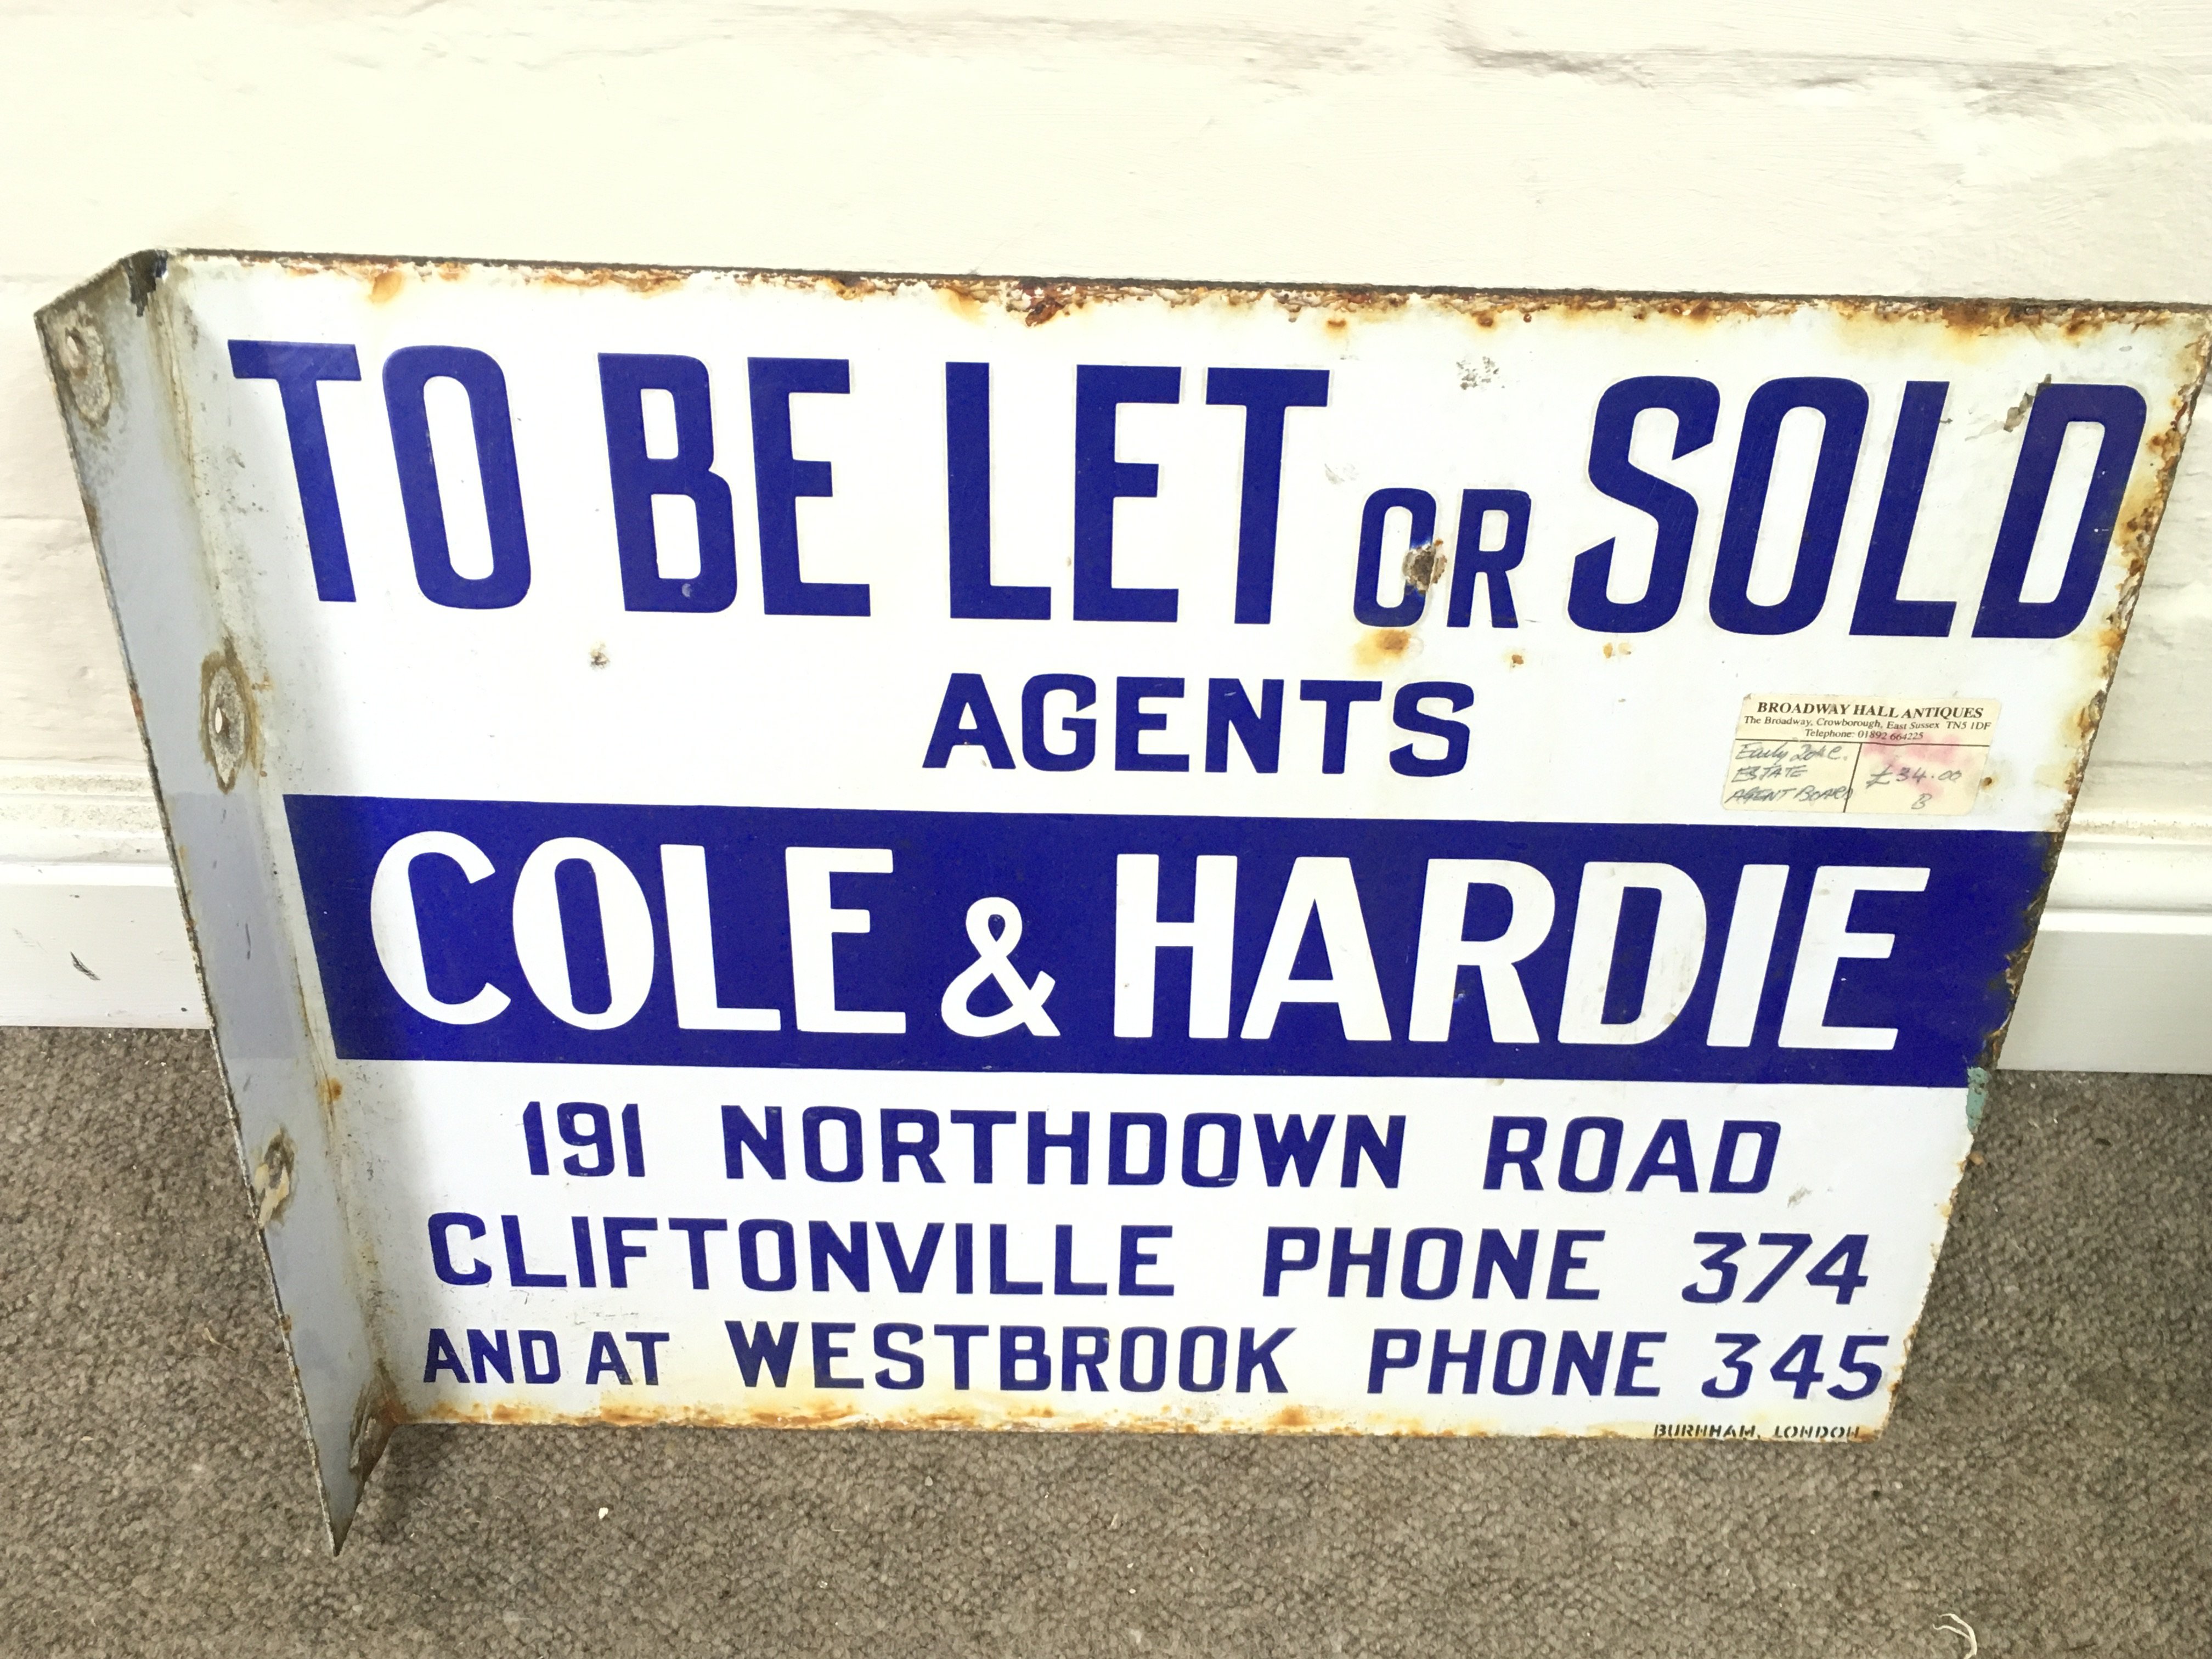 TO BE LET OR SOLD
AGENTS
BROADWAY HALL ANTIQUES
The Broadway, Crowborough, East Sussex TN5 1DF
Telephone: 01892 664225
Early 20th C.
ESTATE
AGENT BOARD
£34.00
B
COLE & HARDIE
191 NORTHDOWN ROAD
CLIFTONVILLE PHONE 374
AND AT WESTBROOK PHONE 345
BURNHAM, LONDON